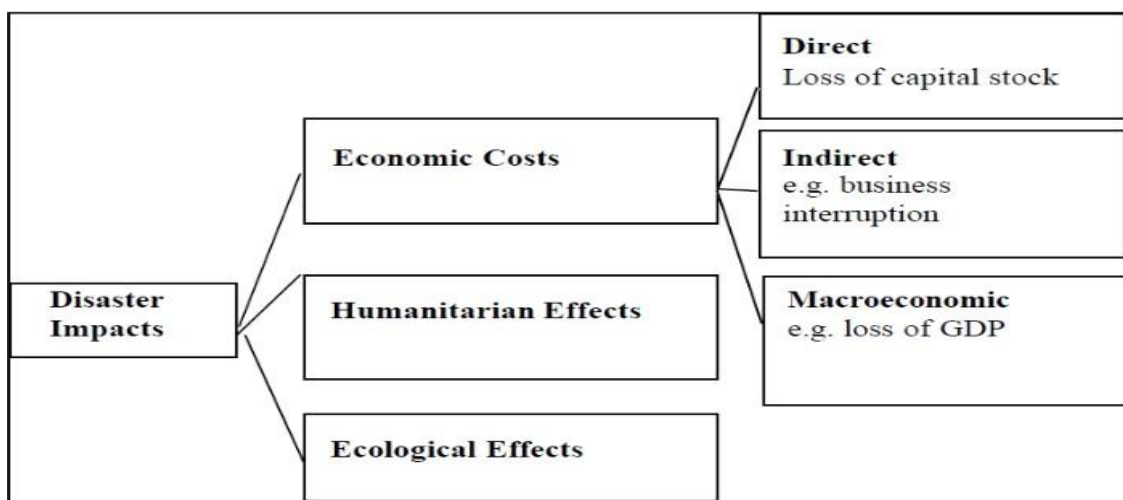 Disaster
Impacts
Economic Costs
Humanitarian Effects
Ecological Effects
Direct
Loss of capital stock
Indirect
e.g. business
interruption
Macroeconomic
e.g. loss of GDP